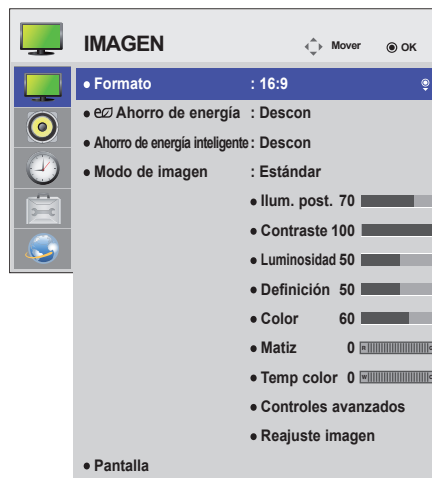 IMAGEN Mover OK
• Formato : 16:9
• Ahorro de energía : Descon
• Ahorro de energía inteligente : Descon
• Modo de imagen : Estándar
• Ilum. post. 70
• Contraste 100
• Luminosidad 50
• Definición 50
• Color 60
• Matiz 0 R
• Temp color 0 W
• Controles avanzados
• Reajuste imagen
• Pantalla